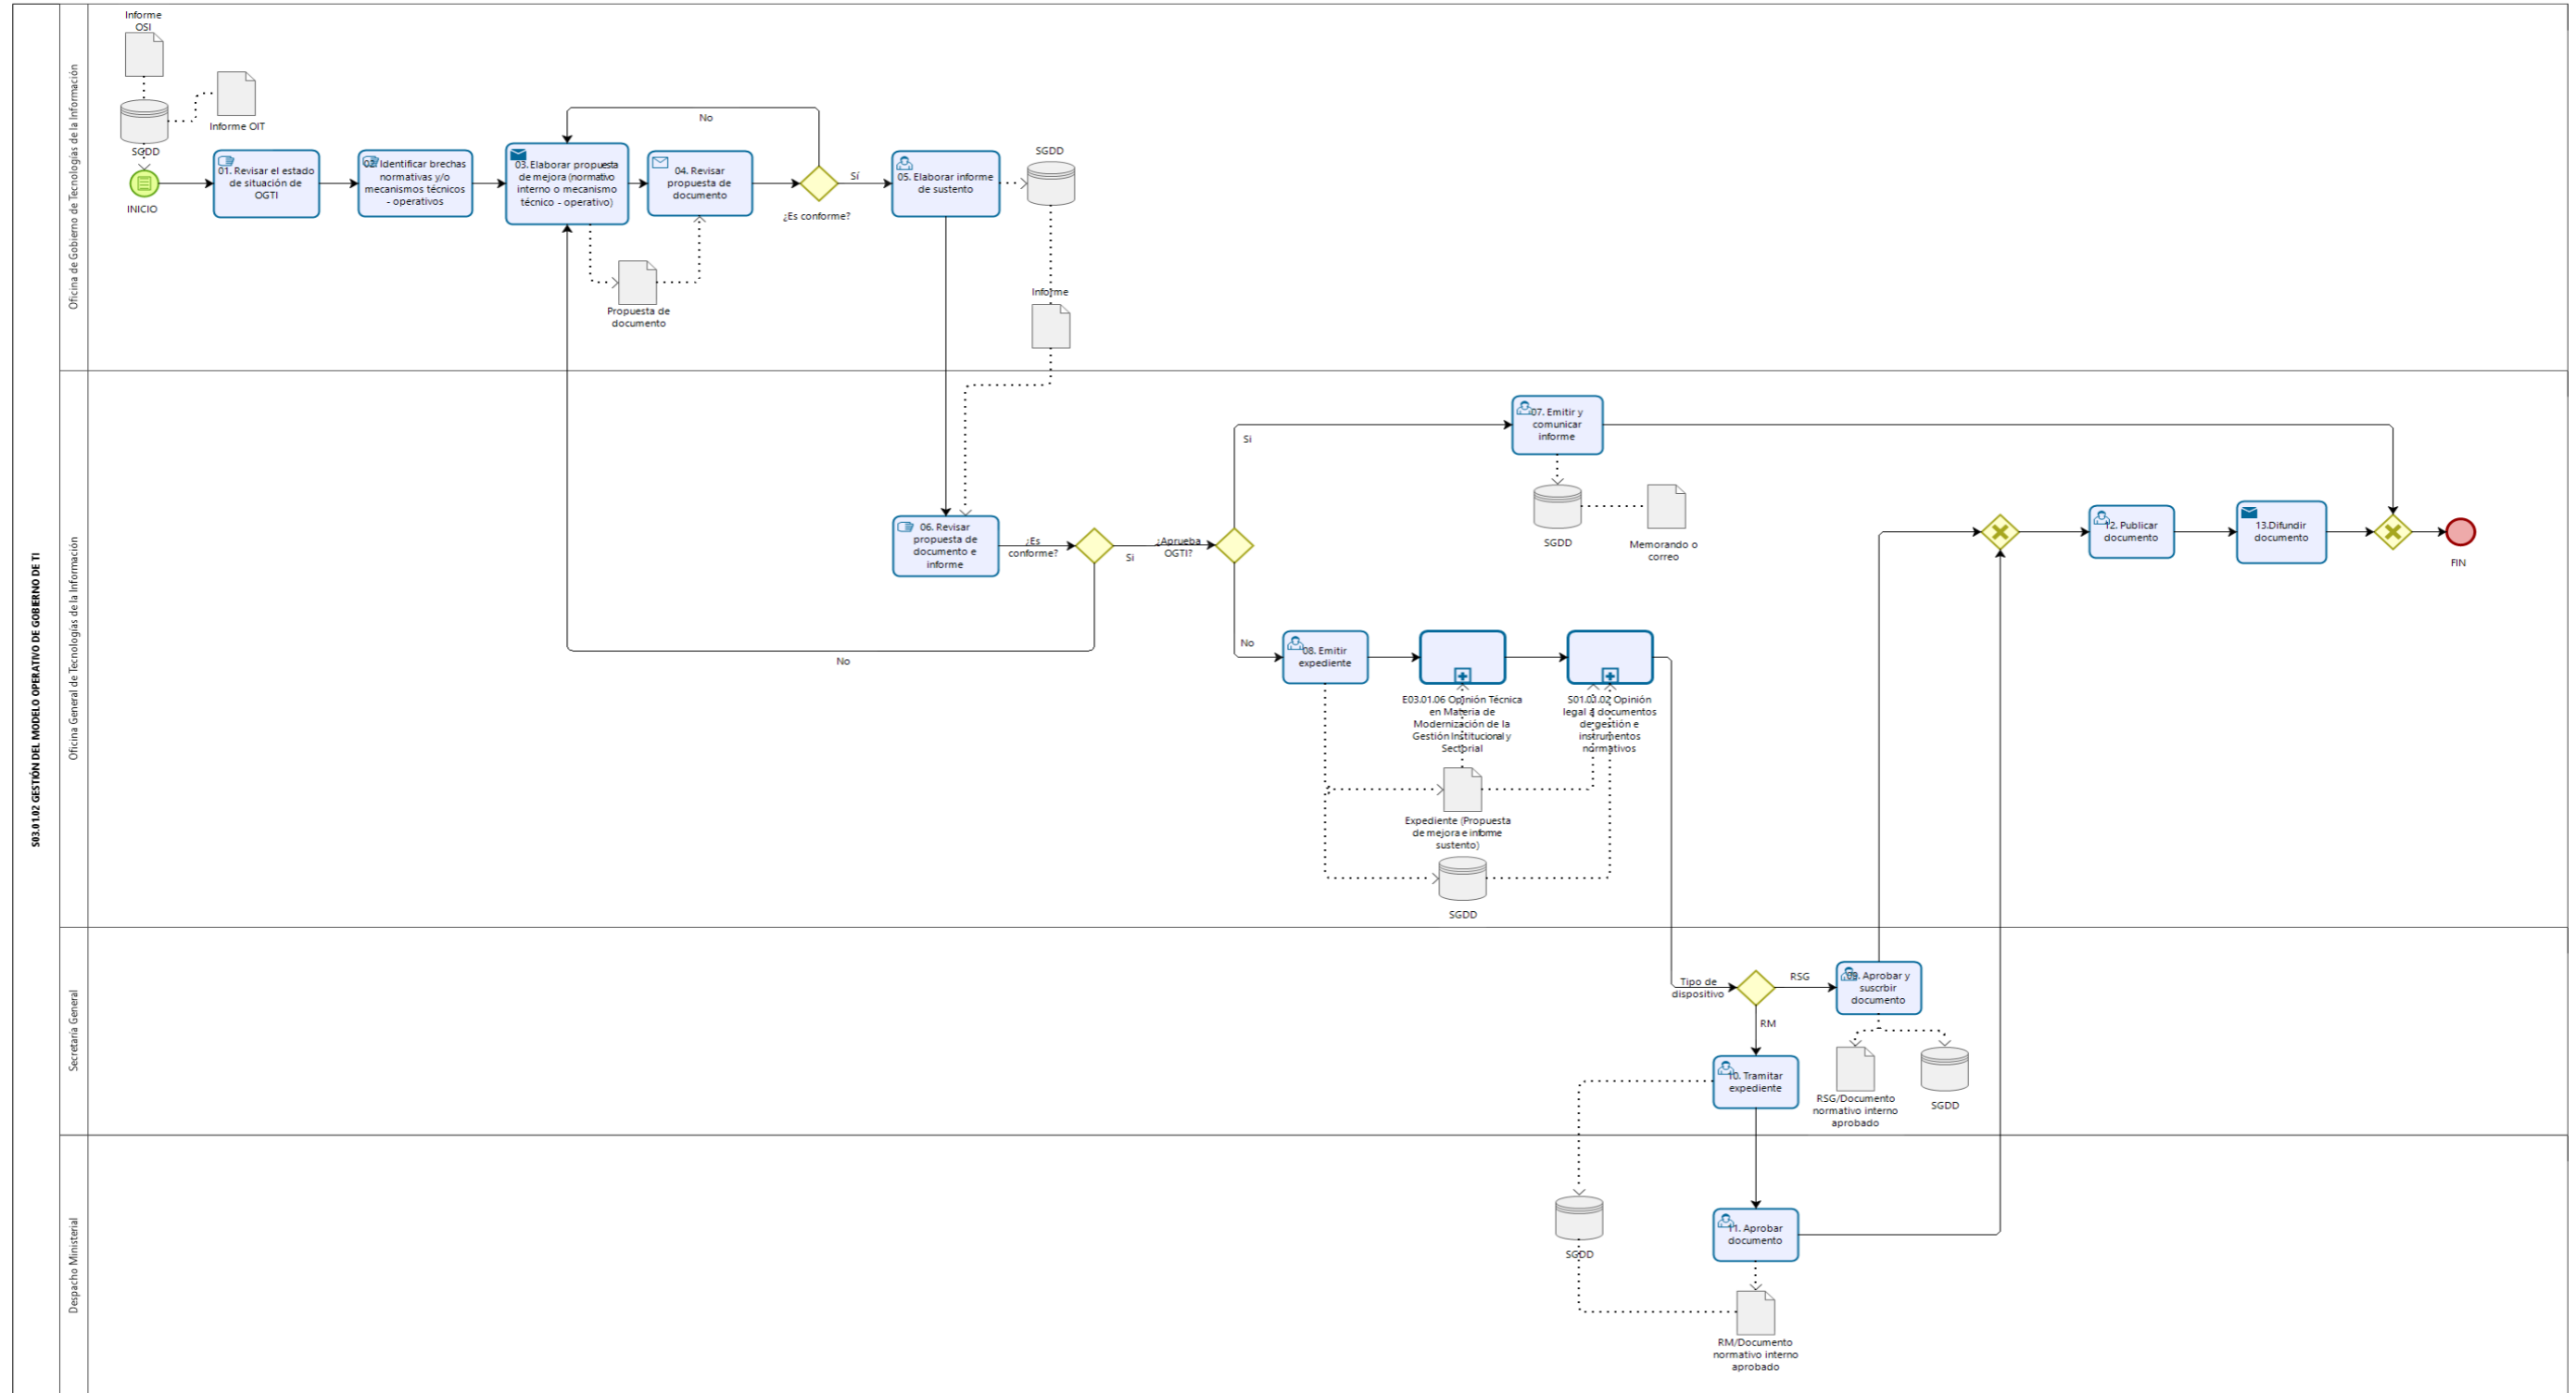 S03.01.02 GESTIÓN DEL MODELO OPERATIVO DE GOBIERNO DE TI
Oficina de Gobierno de Tecnologías de la Información
Informe
OSI
Informe OIT
SGDD
INICIO
01. Revisar el estado
de situación de
OGTI
02. Identificar brechas
normativas y/o
mecanismos técnicos
- operativos
03. Elaborar propuesta
de mejora (normativo
interno o mecanismo
técnico - operativo)
04. Revisar
propuesta de
documento
No
Sí
¿Es conforme?
05. Elaborar informe
de sustento
SGDD
Propuesta de
documento
Informe
Oficina General de Tecnologías de la Información
06. Revisar
propuesta de
documento e
informe
¿Es
conforme?
Si
No
¿Aprueba
OGTI?
Si
No
07. Emitir y
comunicar
informe
SGDD
Memorando o
correo
08. Emitir
expediente
E03.01.06 Opinión Técnica
en Materia de
Modernización de la
Gestión Institucional y
Sectorial
S01.03.02 Opinión
legal a documentos
de gestión e
instrumentos
normativos
Expediente (Propuesta
de mejora e informe
sustento)
SGDD
12. Publicar
documento
13.Difundir
documento
FIN
Secretaría General
Tipo de
dispositivo
RSG
RM
09. Aprobar y
suscrbir
documento
RSG/Documento
normativo interno
aprobado
SGDD
10. Tramitar
expediente
Despacho Ministerial
SGDD
11. Aprobar
documento
RM/Documento
normativo interno
aprobado